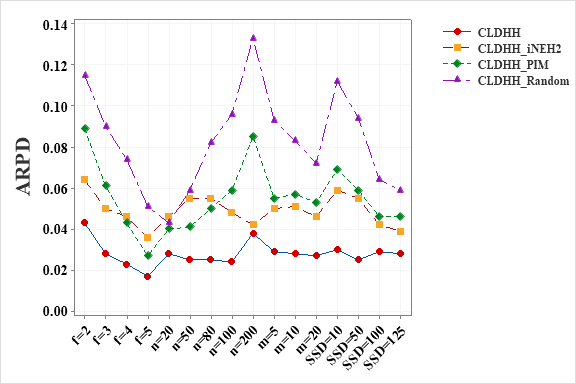 0.14
0.12
0.10
0.08
0.06
0.04
0.02
0.00
ARPD
f=2
f=3
f=4
f=5
n=20
n=50
n=80
n=100
n=200
m=5
m=10
m=20
SSD=10
SSD=50
SSD=100
SSD=125
CLDHH
CLDHH_iNEH2
CLDHH_PIM
CLDHH_Random